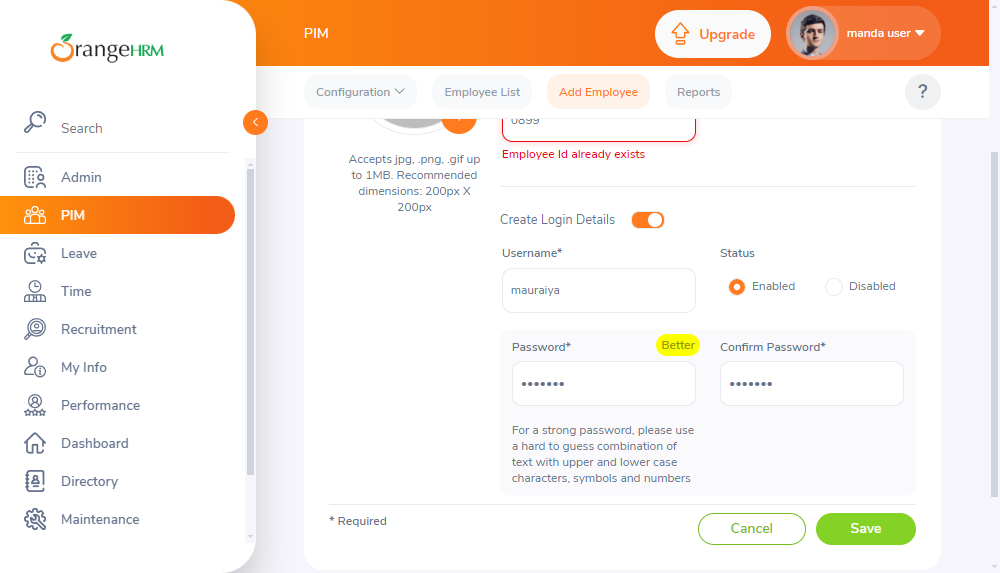 OrangeHRM
PIM
Upgrade
manda user
Configuration
Employee List
Add Employee
Reports
?
Search
Admin
PIM
Leave
Time
Recruitment
My Info
Performance
Dashboard
Directory
Maintenance
Accepts jpg, .png, .gif up
to 1MB. Recommended
dimensions: 200px X
200px
0899
Employee Id already exists
Create Login Details
Username*
mauraiya
Status
Enabled
Disabled
Password*
Better
•••••••
Confirm Password*
•••••••
For a strong password, please use
a hard to guess combination of
text with upper and lower case
characters, symbols and numbers
* Required
Cancel
Save